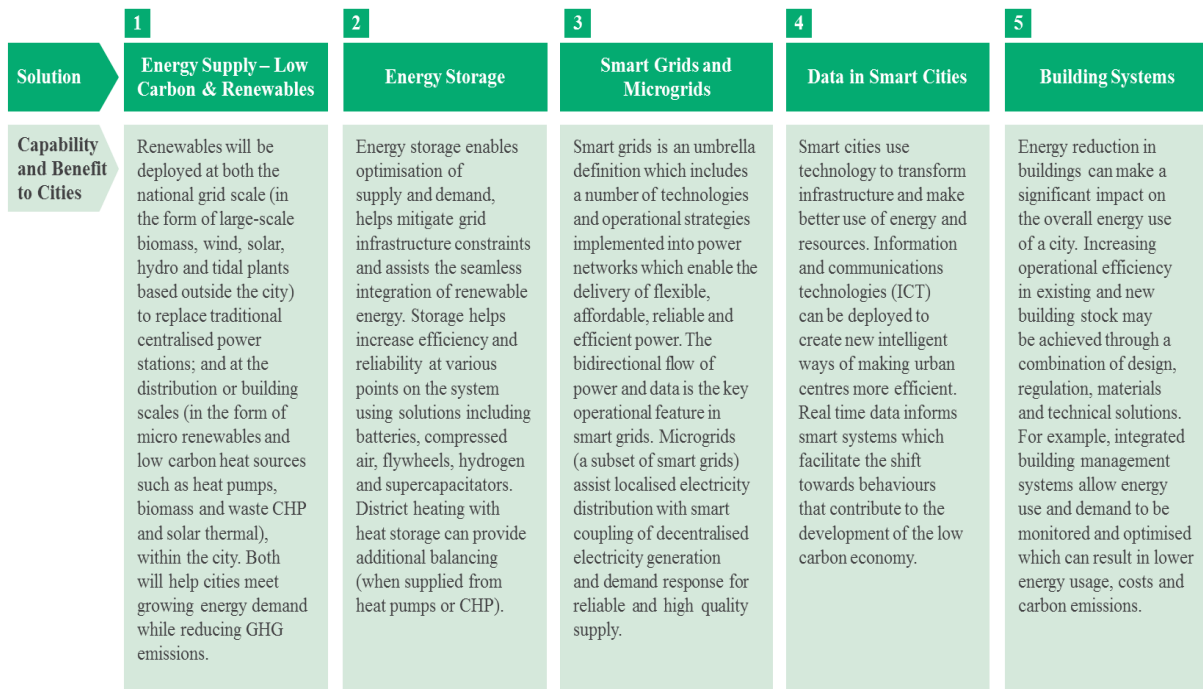 1
2
3
4
5
Solution
Energy Supply – Low
Carbon & Renewables
Energy Storage
Smart Grids and
Microgrids
Data in Smart Cities
Building Systems
Capability
and Benefit
to Cities
Renewables will be
deployed at both the
national grid scale (in
the form of large-scale
biomass, wind, solar,
hydro and tidal plants
based outside the city)
to replace traditional
centralised power
stations; and at the
distribution or building
scales (in the form of
micro renewables and
low carbon heat sources
such as heat pumps,
biomass and waste CHP
and solar thermal),
within the city. Both
will help cities meet
growing energy demand
while reducing GHG
emissions.
Energy storage enables
optimisation of
supply and demand,
helps mitigate grid
infrastructure constraints
and assists the seamless
integration of renewable
energy. Storage helps
increase efficiency and
reliability at various
points on the system
using solutions including
batteries, compressed
air, flywheels, hydrogen
and supercapacitators.
District heating with
heat storage can provide
additional balancing
(when supplied from
heat pumps or CHP).
Smart grids is an umbrella
definition which includes
a number of technologies
and operational strategies
implemented into power
networks which enable the
delivery of flexible,
affordable, reliable and
efficient power. The
bidirectional flow of
power and data is the key
operational feature in
smart grids. Microgrids
(a subset of smart grids)
assist localised electricity
distribution with smart
coupling of decentralised
electricity generation
and demand response for
reliable and high quality
supply.
Smart cities use
technology to transform
infrastructure and make
better use of energy and
resources. Information
and communications
technologies (ICT)
can be deployed to
create new intelligent
ways of making urban
centres more efficient.
Real time data informs
smart systems which
facilitate the shift
towards behaviours
that contribute to the
development of the low
carbon economy.
Energy reduction in
buildings can make a
significant impact on
the overall energy use
of a city. Increasing
operational efficiency
in existing and new
building stock may
be achieved through a
combination of design,
regulation, materials
and technical solutions.
For example, integrated
building management
systems allow energy
use and demand to be
monitored and optimised
which can result in lower
energy usage, costs and
carbon emissions.